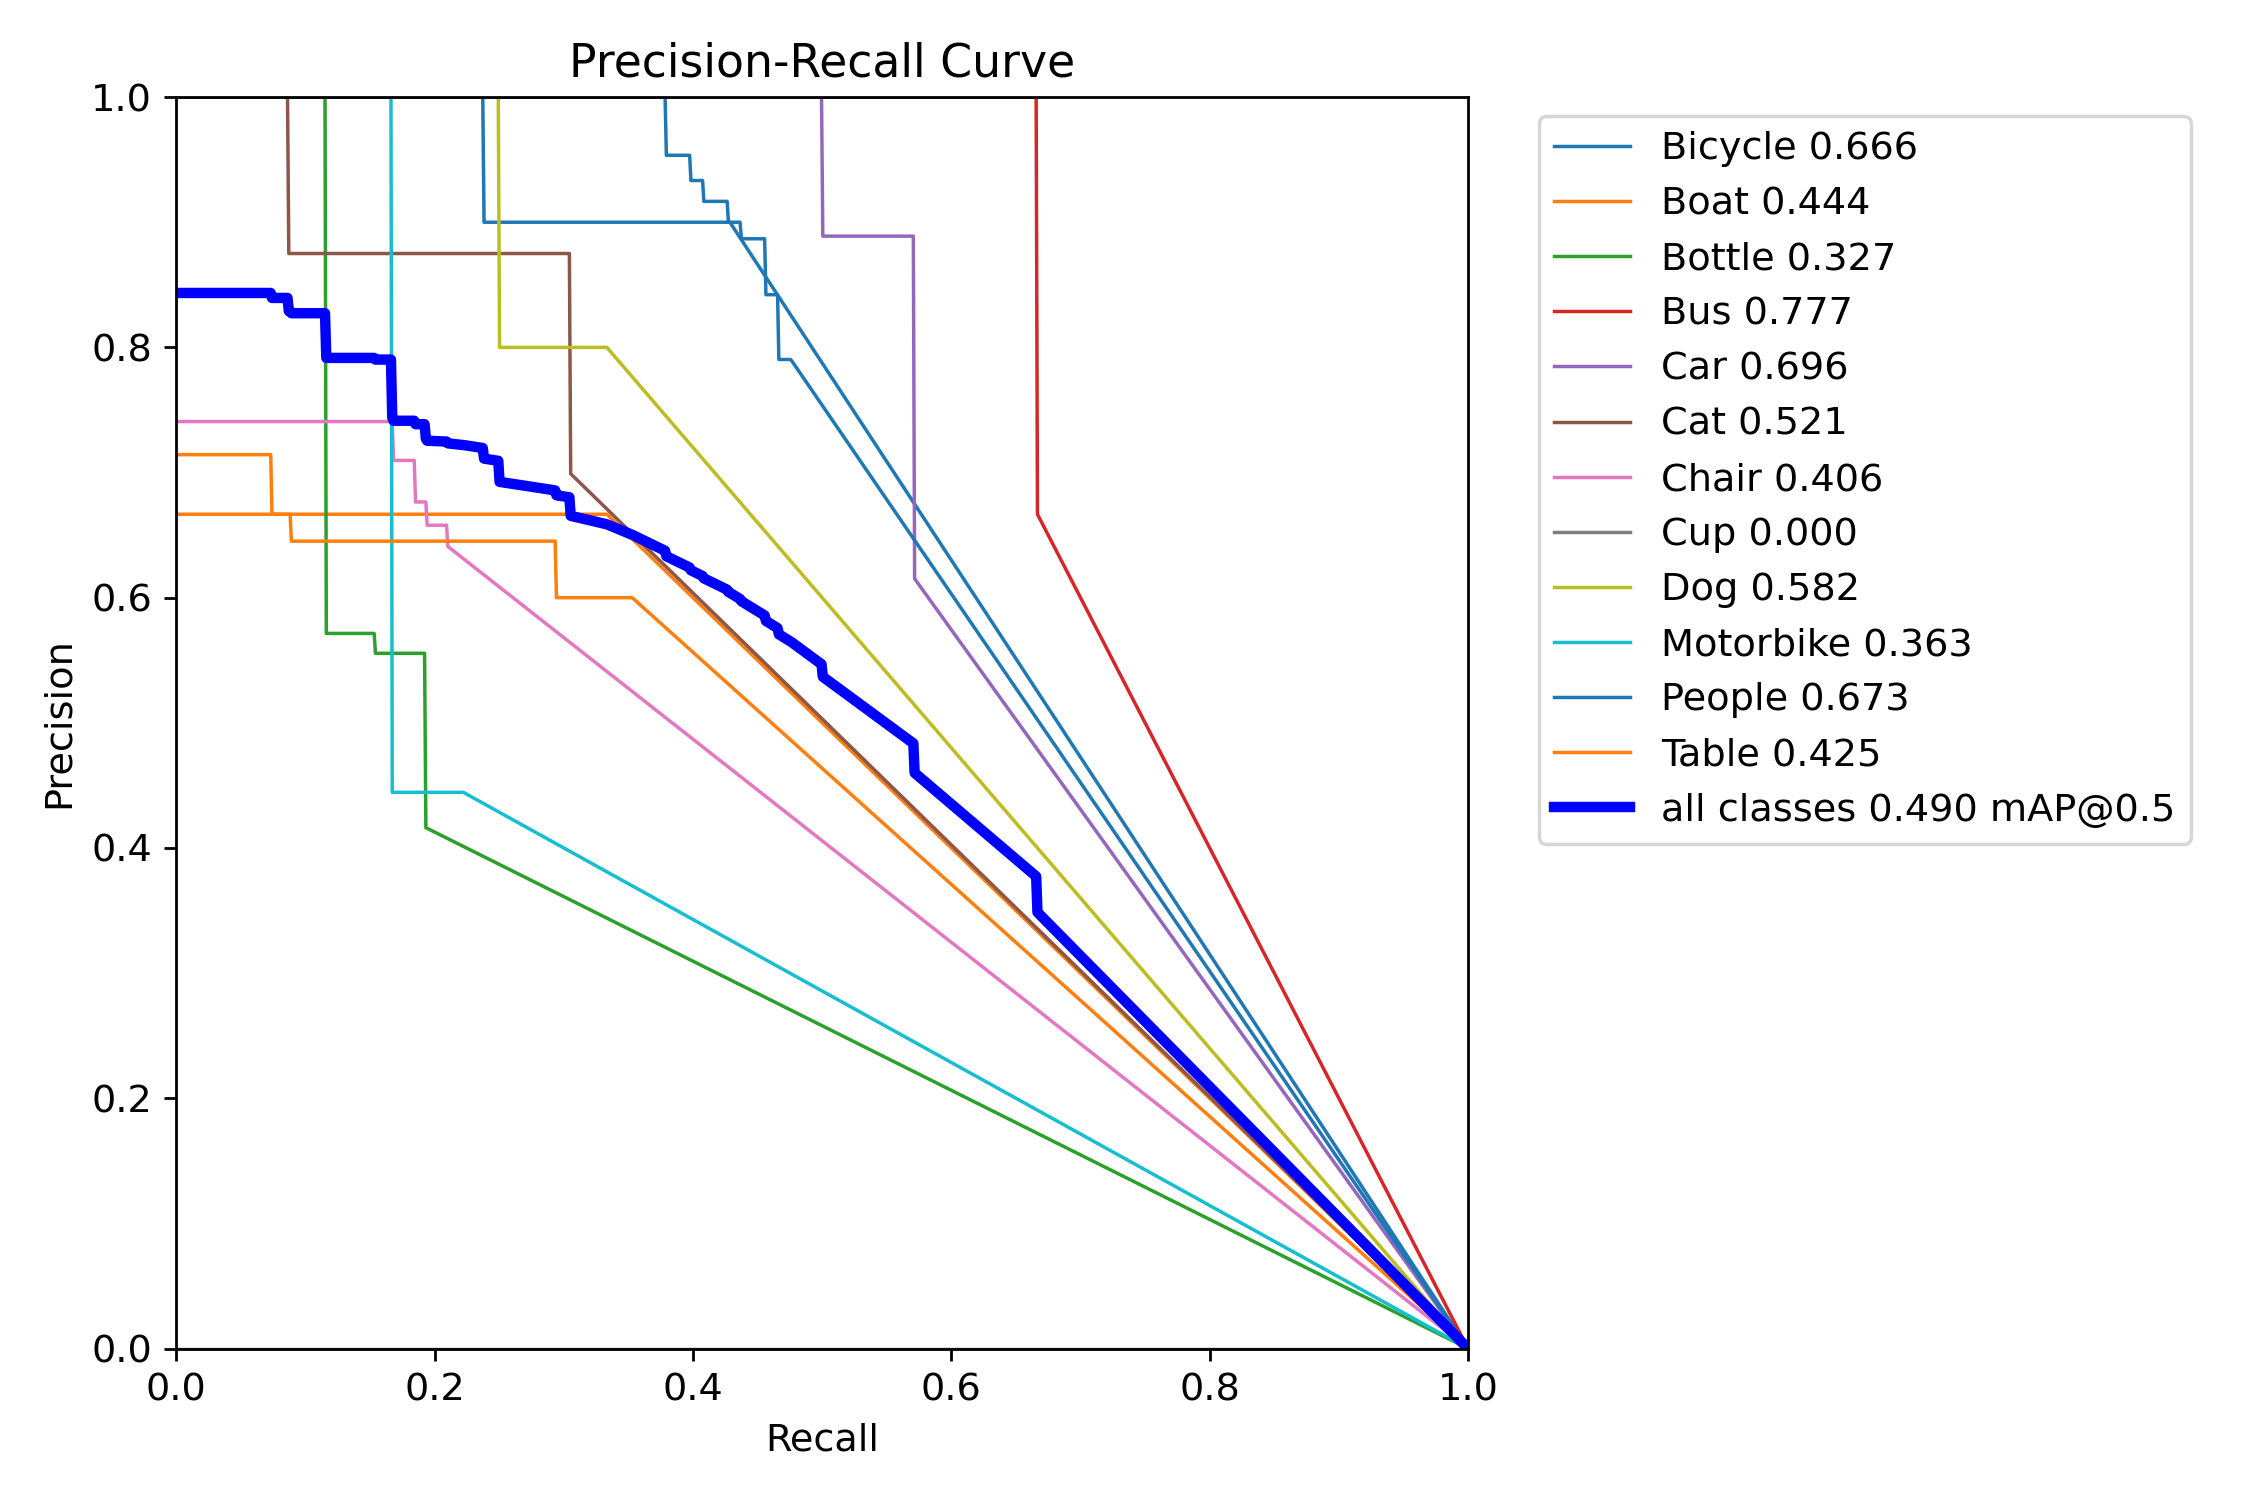 Precision-Recall Curve
1.0
0.8
0.6
0.4
0.2
0.0
Precision
0.0 0.2 0.4 0.6 0.8 1.0
Recall
Bicycle 0.666
Boat 0.444
Bottle 0.327
Bus 0.777
Car 0.696
Cat 0.521
Chair 0.406
Cup 0.000
Dog 0.582
Motorbike 0.363
People 0.673
Table 0.425
all classes 0.490 mAP@0.5